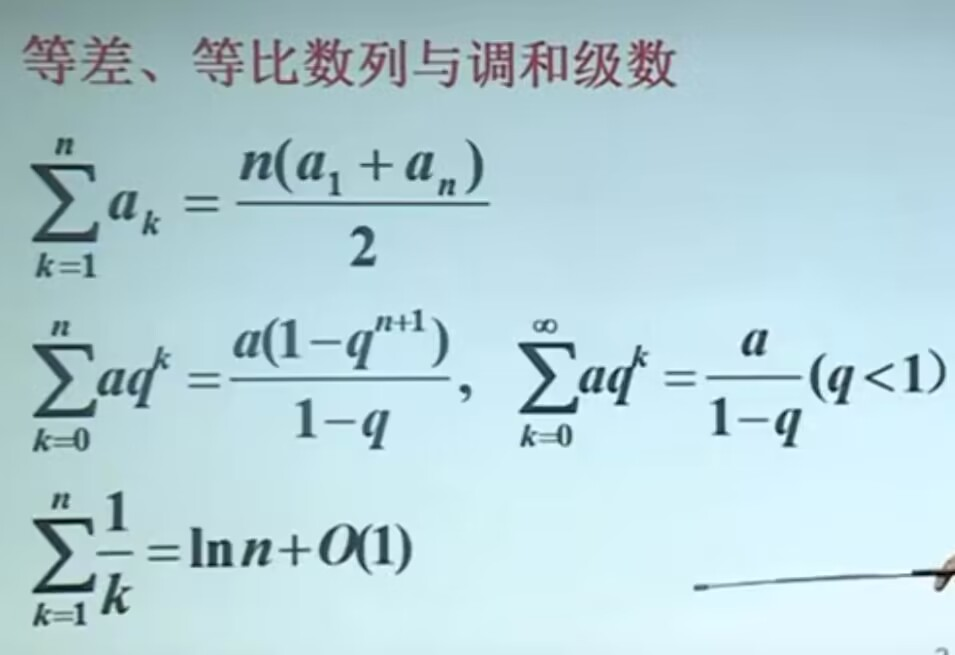 等差、等比数列与调和级数
\sum_{k=1}^{n} a_k = \frac{n(a_1 + a_n)}{2}
\sum_{k=0}^{n} aq^k = \frac{a(1-q^{n+1})}{1-q}, \sum_{k=0}^{\infty} aq^k = \frac{a}{1-q} (q<1)
\sum_{k=1}^{n} \frac{1}{k} = \ln n + O(1)